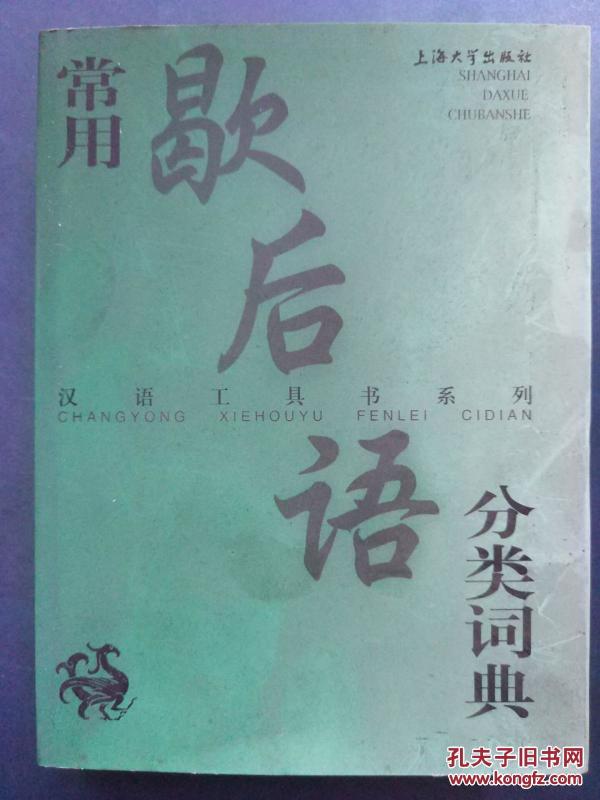 常用
歇后语
上海大学出版社
SHANGHAI
DAXUE
CHUBANSHE
汉语工具书系列
CHANGYONG XIEHOUYU FENLEI CIDIAN
分类词典
孔夫子旧书网
www.kongfz.com